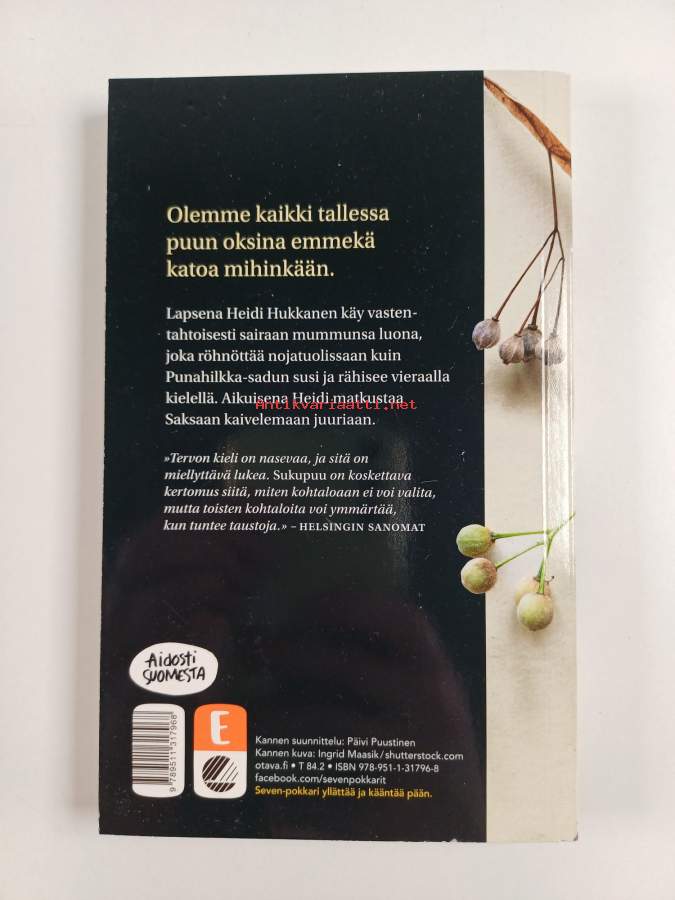 Olemme kaikki tallessa
puun oksina emmekä
katoa mihinkään.
Lapsena Heidi Hukkanen käy vasten-
tahtoisesti sairaan mummunsa luona,
joka röhnöttää nojatuolissaan kuin
Punahilkka-sadun susi ja rähisee vieraalla
kielellä. Aikuisena Heidi matkustaa
Antikvariaatti.net
Saksaan kaivelemaan juuriaan.
»Tervon kieli on nasevaa, ja sitä on
miellyttävä lukea. Sukupuu on koskettava
kertomus siitä, miten kohtaloaan ei voi valita,
mutta toisten kohtaloita voi ymmärtää,
kun tuntee taustoja.» – HELSINGIN SANOMAT
Aidosti
SUOMESTA
9789511317968
E
Kannen suunnittelu: Päivi Puustinen
Kannen kuva: Ingrid Maasik/shutterstock.com
otava.fi • T 84.2 • ISBN 978-951-1-31796-8
facebook.com/sevenpokkarit
Seven-pokkari yllättää ja kääntää pään.